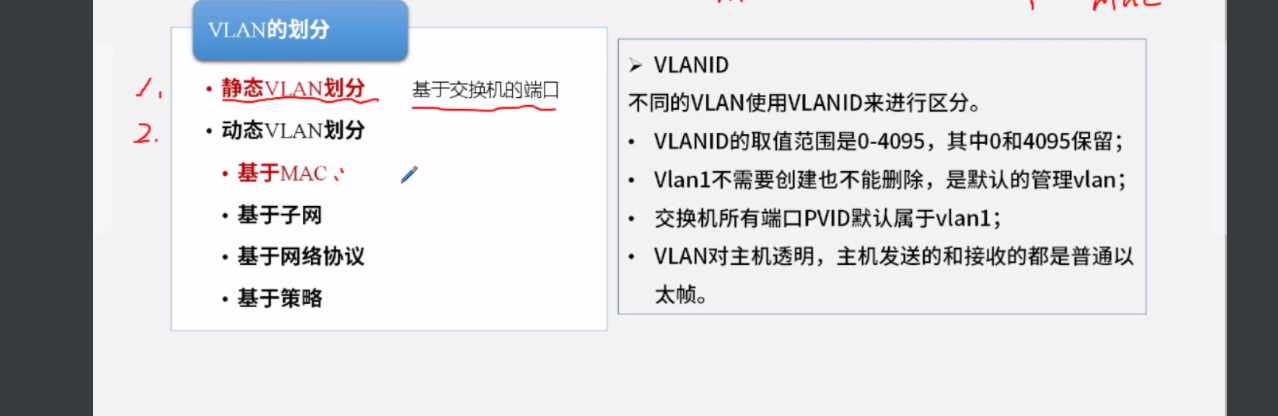 VLAN的划分
1.
• 静态VLAN划分 基于交换机的端口
2.
• 动态VLAN划分
• 基于MAC、
• 基于子网
• 基于网络协议
• 基于策略
➢ VLANID
不同的VLAN使用VLANID来进行区分。
• VLANID的取值范围是0-4095，其中0和4095保留；
• Vlan1不需要创建也不能删除，是默认的管理vlan；
• 交换机所有端口PVID默认属于vlan1；
• VLAN对主机透明，主机发送的和接收的都是普通以
太帧。